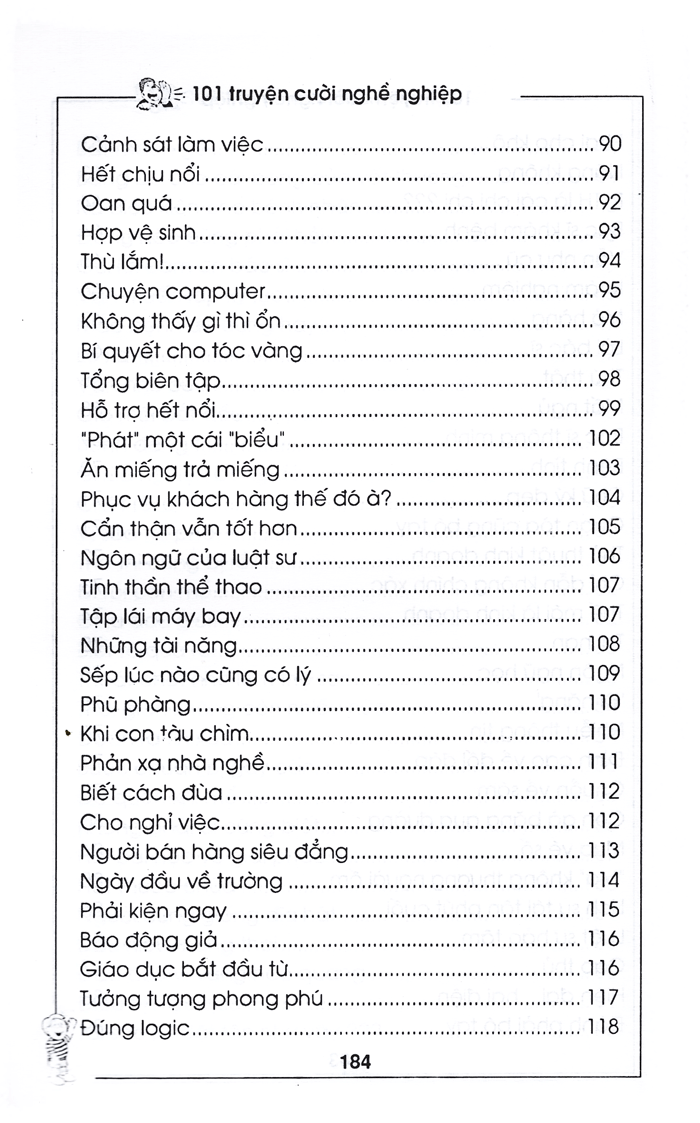 101 truyện cười nghề nghiệp
Cảnh sát làm việc ........ 90
Hết chịu nổi ........ 91
Oan quá ........ 92
Hợp vệ sinh ........ 93
Thù lắm! ........ 94
Chuyện computer ........ 95
Không thấy gì thì ổn ........ 96
Bí quyết cho tóc vàng ........ 97
Tổng biên tập ........ 98
Hỗ trợ hết nổi ........ 99
"Phát" một cái "biểu" ........ 102
Ăn miếng trả miếng ........ 103
Phục vụ khách hàng thế đó à? ........ 104
Cẩn thận vẫn tốt hơn ........ 105
Ngôn ngữ của luật sư ........ 106
Tinh thần thể thao ........ 107
Tập lái máy bay ........ 107
Những tài năng ........ 108
Sếp lúc nào cũng có lý ........ 109
Phũ phàng ........ 110
Khi con tàu chìm ........ 110
Phản xạ nhà nghề ........ 111
Biết cách đùa ........ 112
Cho nghỉ việc ........ 112
Người bán hàng siêu đẳng ........ 113
Ngày đầu về trường ........ 114
Phải kiện ngay ........ 115
Báo động giả ........ 116
Giáo dục bắt đầu từ ........ 116
Tưởng tượng phong phú ........ 117
Đúng logic ........ 118
184